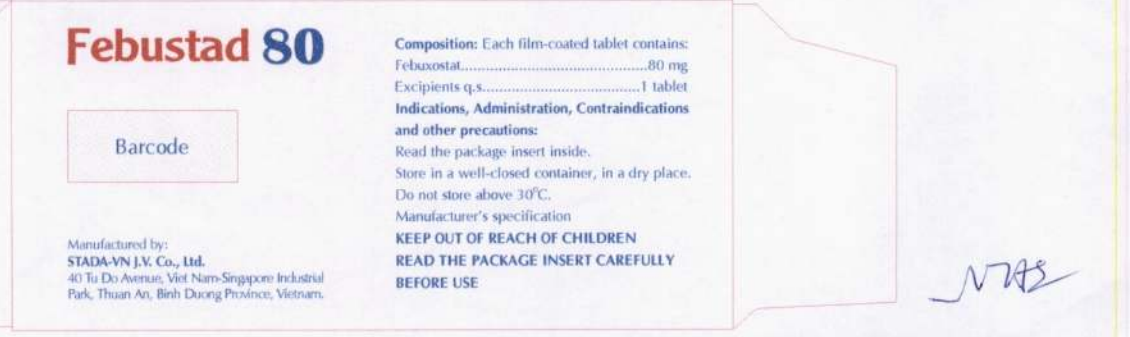 Febustad 80
Barcode
Manufactured by:
STADA-VN J.V. Co., Ltd.
40 Tu Do Avenue, Viet Nam-Singapore Industrial
Park, Thuan An, Binh Duong Province, Vietnam.
Composition: Each film-coated tablet contains:
Febuxostat..............................................80 mg
Excipients q.s.......................................1 tablet
Indications, Administration, Contraindications
and other precautions:
Read the package insert inside.
Store in a well-closed container, in a dry place.
Do not store above 30°C.
Manufacturer's specification
KEEP OUT OF REACH OF CHILDREN
READ THE PACKAGE INSERT CAREFULLY
BEFORE USE